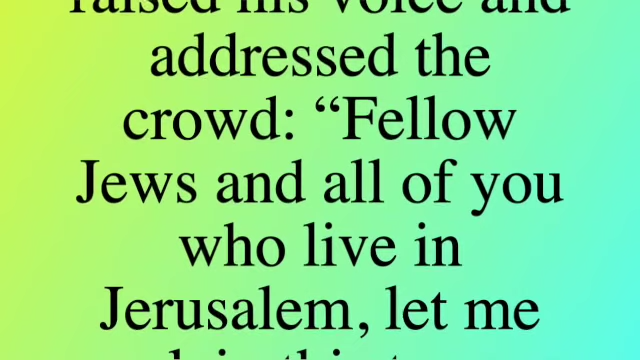 raised his voice and
addressed the
crowd: “Fellow
Jews and all of you
who live in
Jerusalem, let me